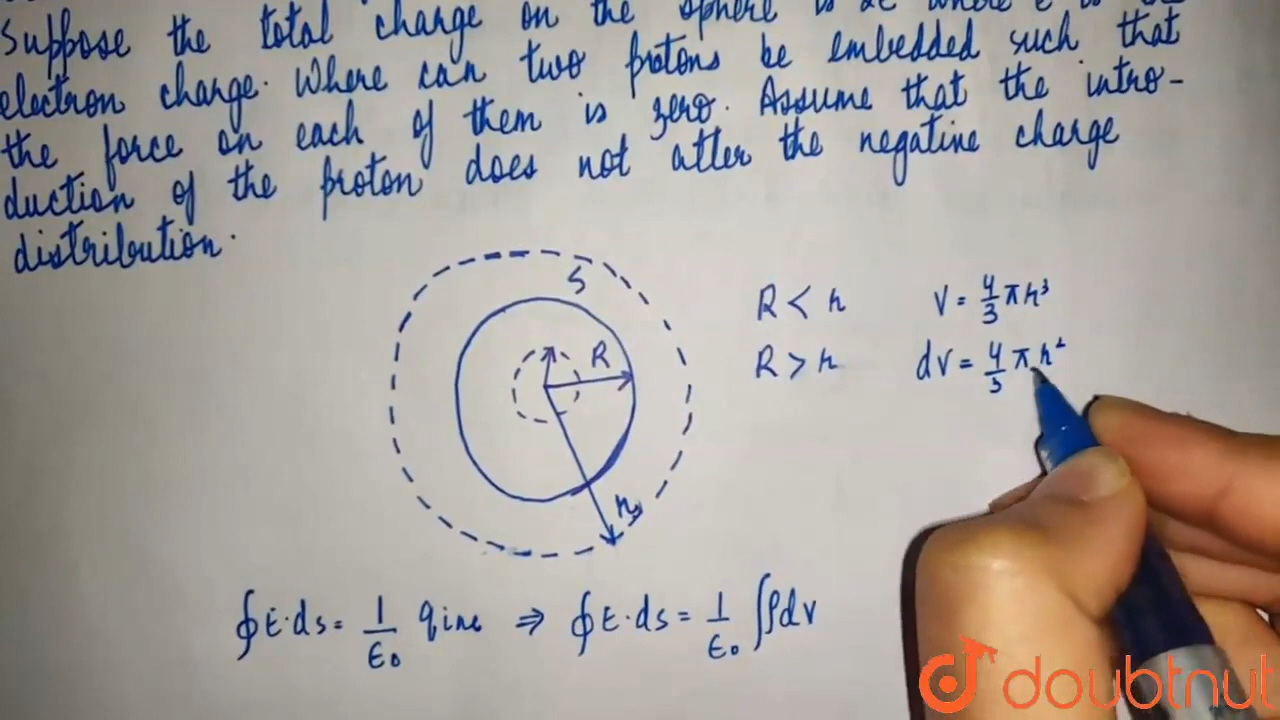 Suppose the total charge on the sphere is 2e where e is the
electron charge. Where can two protons be embedded such that
the force on each of them is zero. Assume that the intro-
duction of the proton does not alter the negative charge
distribution.
S
R < r V = 4/3 πr³
R
R > r dv = 4/3 πr²
r
∮E·ds = 1/ε₀ qinc ⇒ ∮E·ds = 1/ε₀ ∫ρdv
doubtnut